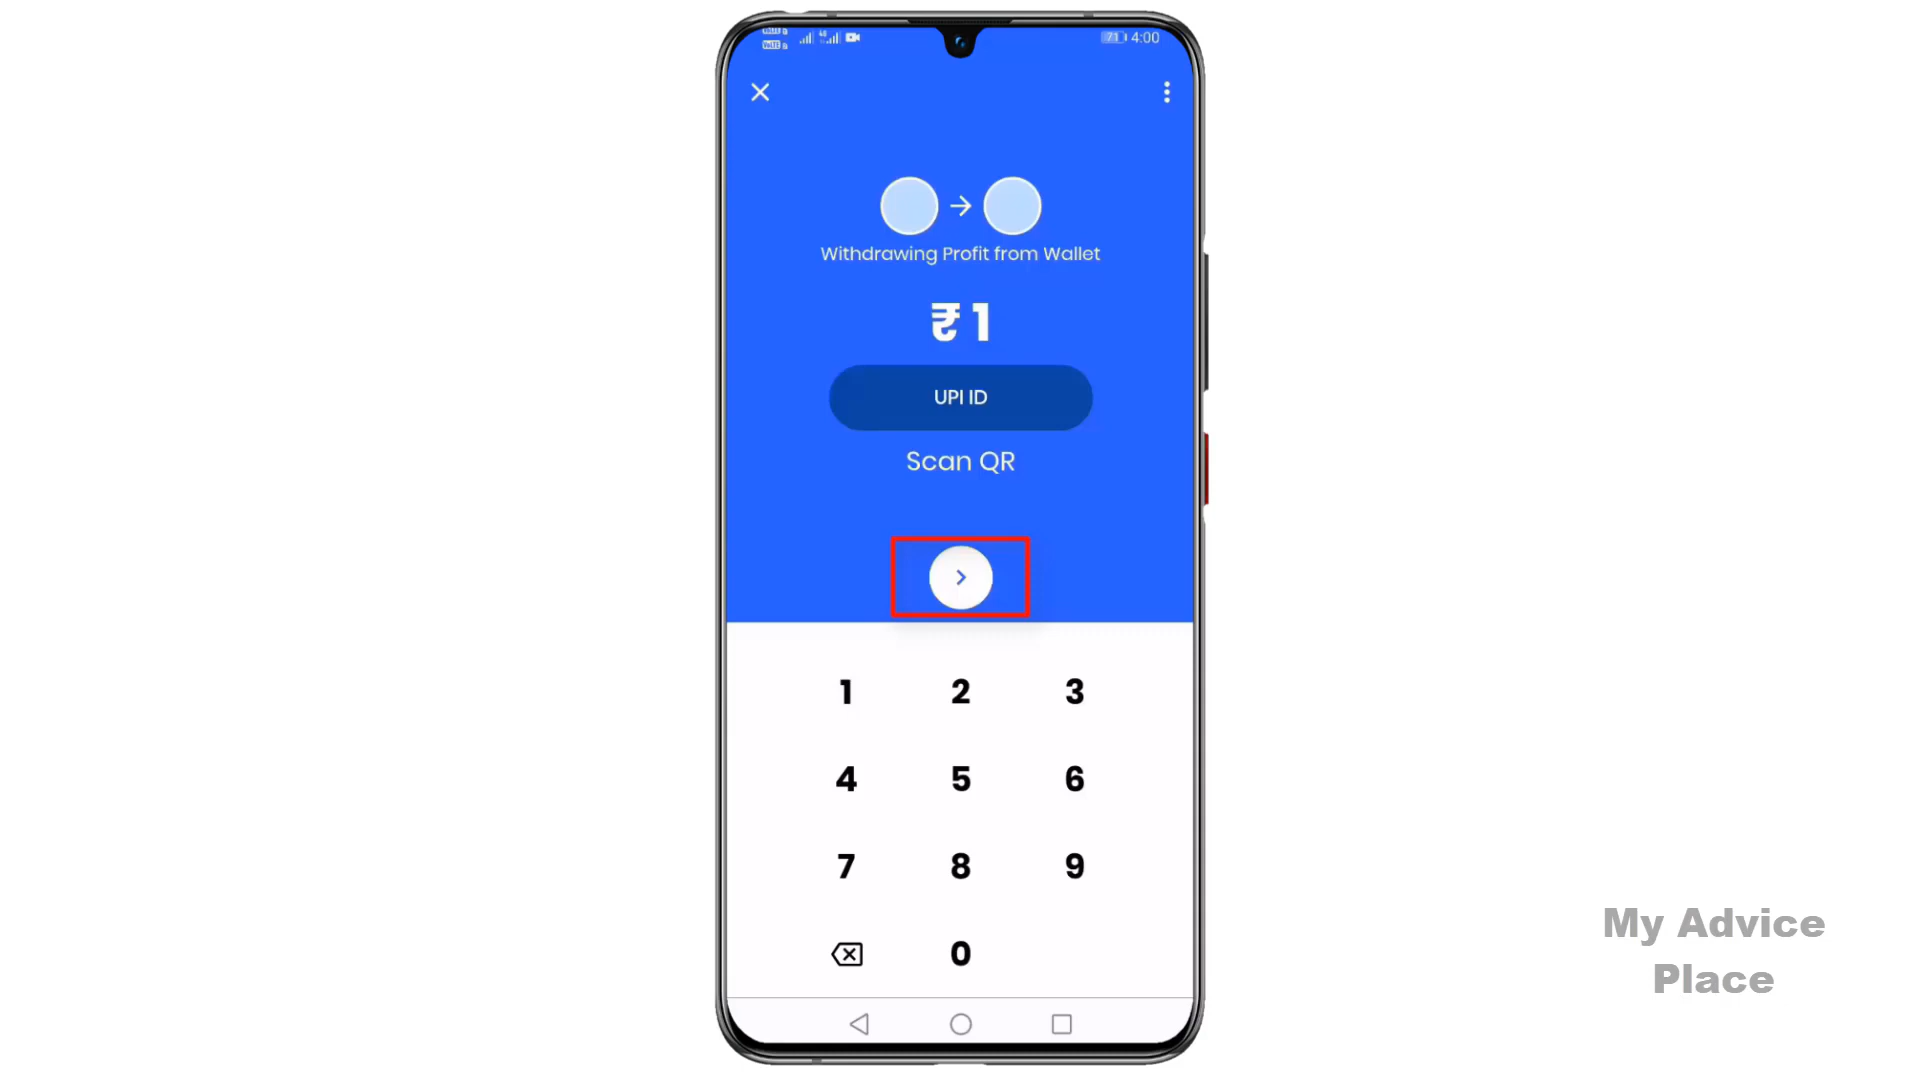 71 4:00
Withdrawing Profit from Wallet
₹ 1
UPI ID
Scan QR
1 2 3
4 5 6
7 8 9
0
My Advice
Place